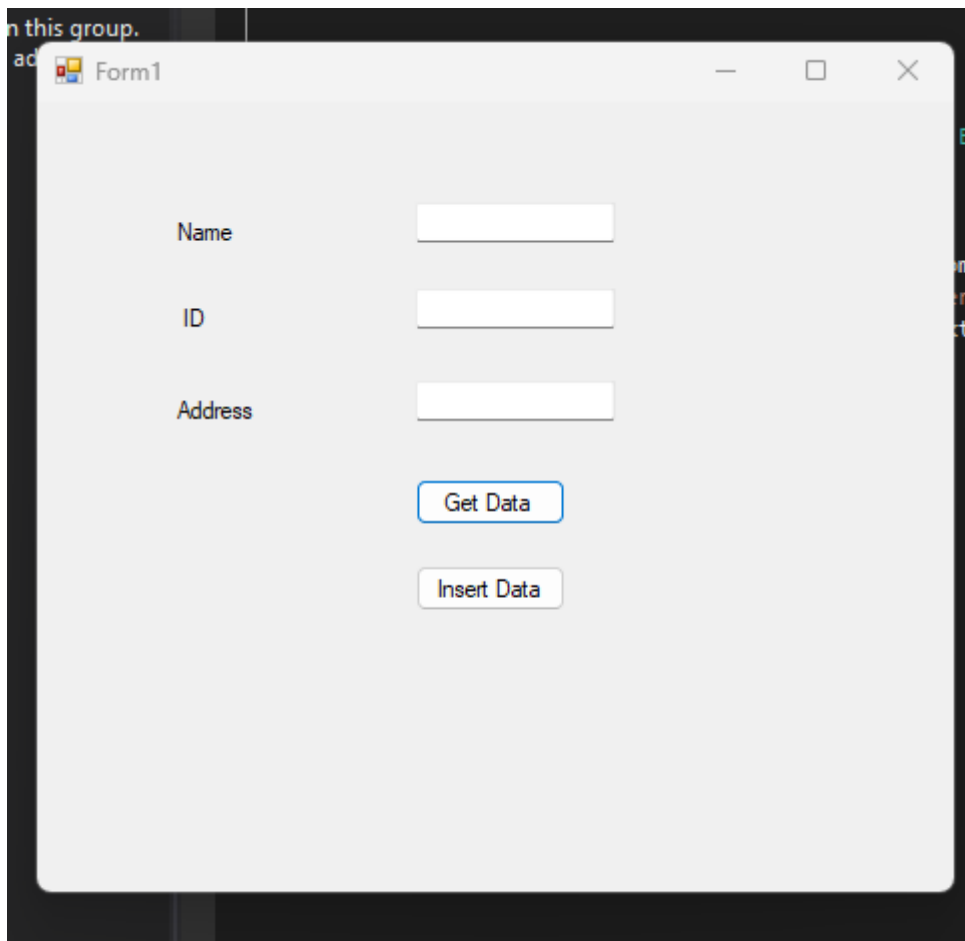 n this group.
ad
Form1
Name
ID
Address
Get Data
Insert Data